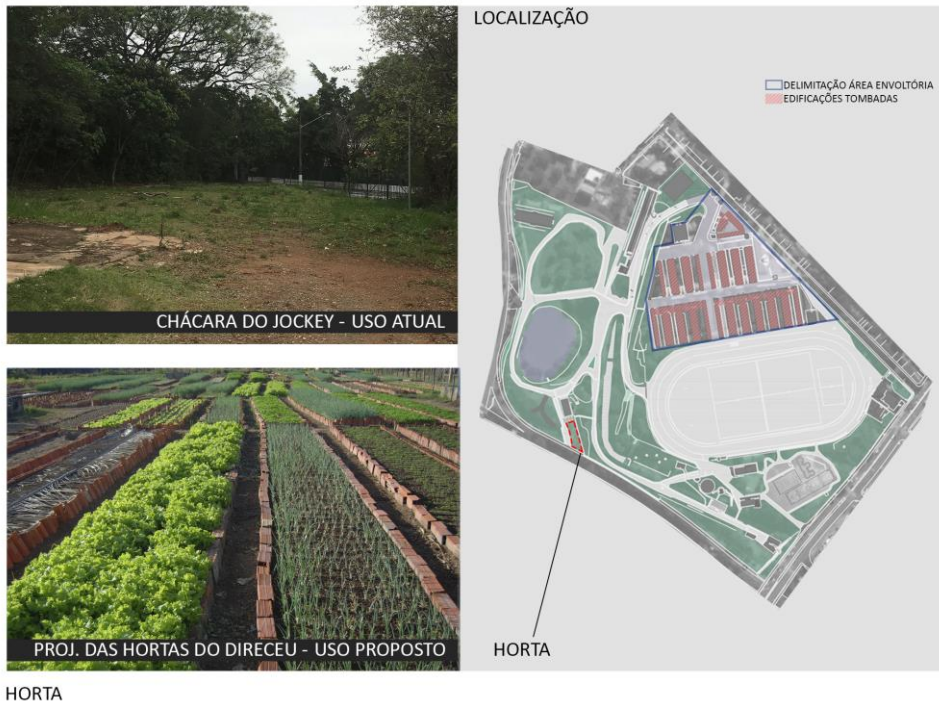 LOCALIZAÇÃO
DELIMITAÇÃO ÁREA ENVOLTÓRIA
EDIFICAÇÕES TOMBADAS
CHÁCARA DO JOCKEY - USO ATUAL
PROJ. DAS HORTAS DO DIRECEU - USO PROPOSTO
HORTA
HORTA